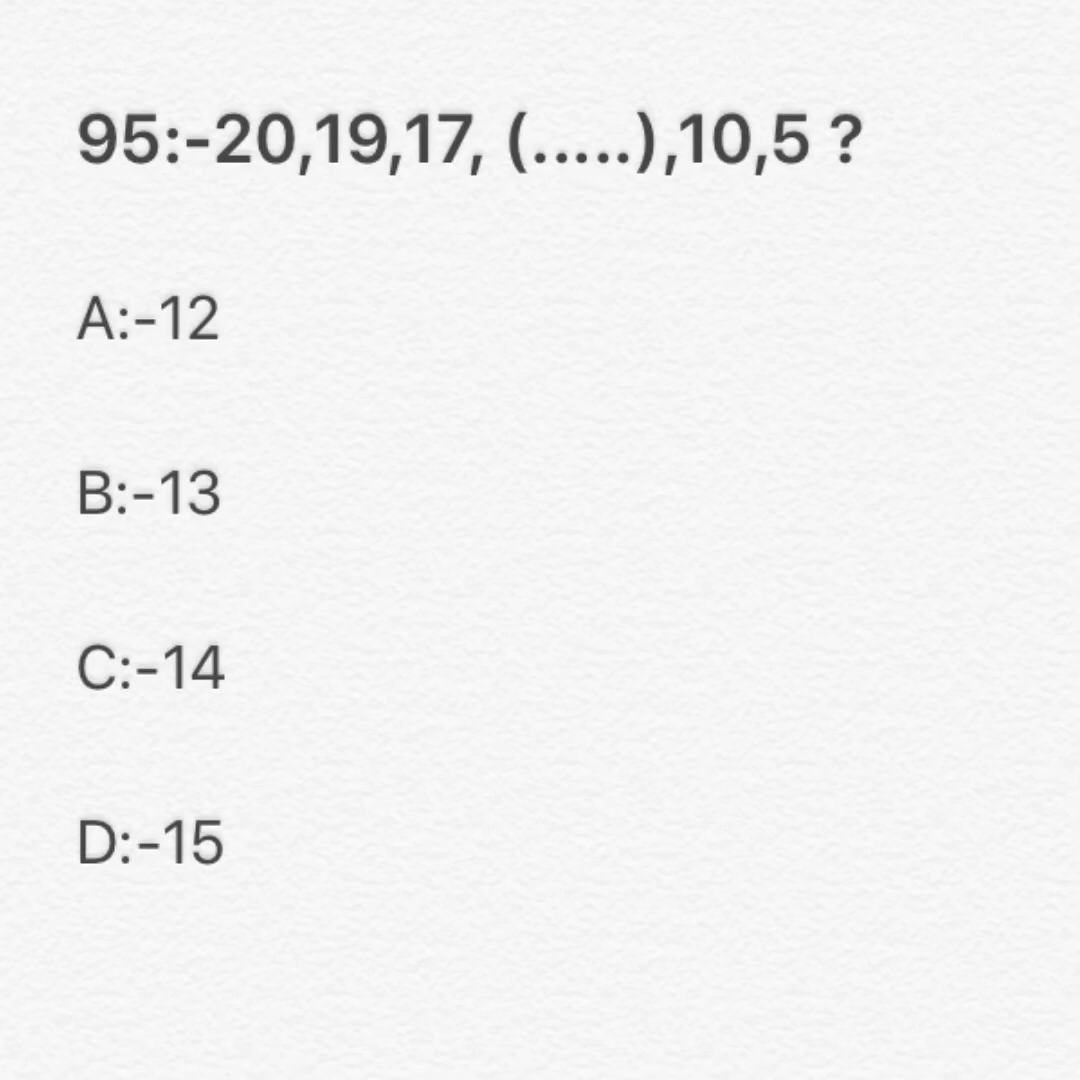 95:-20,19,17, (.....),10,5 ?
A:-12
B:-13
C:-14
D:-15